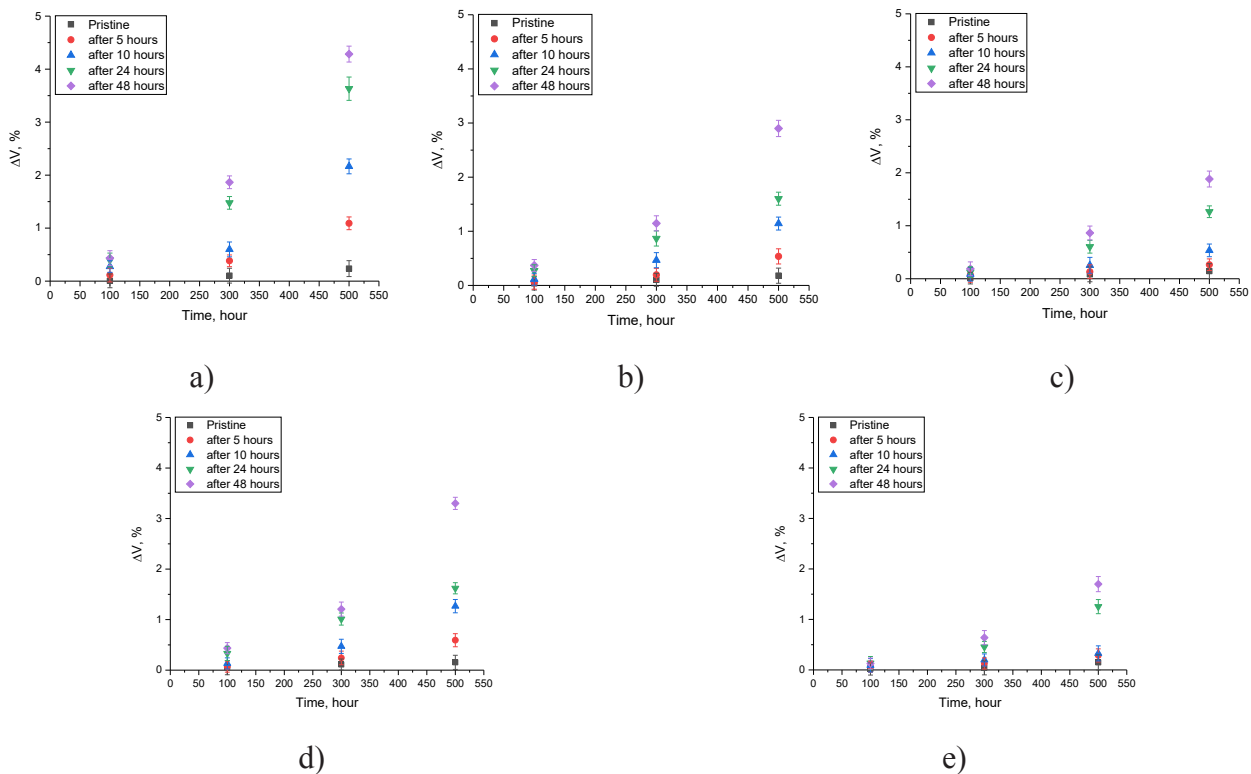 Pristine
after 5 hours
after 10 hours
after 24 hours
after 48 hours
ΔV, %
5
4
3
2
1
0
0 50 100 150 200 250 300 350 400 450 500 550
Time, hour
a)
Pristine
after 5 hours
after 10 hours
after 24 hours
after 48 hours
ΔV, %
5
4
3
2
1
0
0 50 100 150 200 250 300 350 400 450 500 550
Time, hour
b)
Pristine
after 5 hours
after 10 hours
after 24 hours
after 48 hours
ΔV, %
5
4
3
2
1
0
0 50 100 150 200 250 300 350 400 450 500 550
Time, hour
c)
Pristine
after 5 hours
after 10 hours
after 24 hours
after 48 hours
ΔV, %
5
4
3
2
1
0
0 50 100 150 200 250 300 350 400 450 500 550
Time, hour
d)
Pristine
after 5 hours
after 10 hours
after 24 hours
after 48 hours
ΔV, %
5
4
3
2
1
0
0 50 100 150 200 250 300 350 400 450 500 550
Time, hour
e)